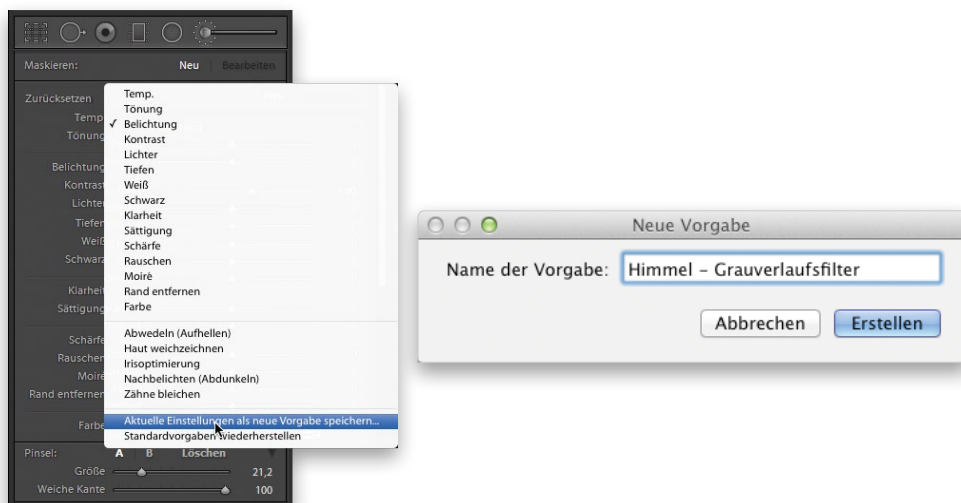 Maskieren: Neu Bearbeiten
Zurücksetzen
Temp
Tönung
Belichtung
Kontrast
Lichter
Tiefen
Weiß
Schwarz
Klarheit
Sättigung
Schärfe
Rauschen
Moiré
Rand entfernen
Farbe
Temp.
Tönung
✓ Belichtung
Kontrast
Lichter
Tiefen
Weiß
Schwarz
Klarheit
Sättigung
Schärfe
Rauschen
Moirè
Rand entfernen
Farbe
Abwedeln (Aufhellen)
Haut weichzeichnen
Irisoptimierung
Nachbelichten (Abdunkeln)
Zähne bleichen
Aktuelle Einstellungen als neue Vorgabe speichern...
Standardvorgaben wiederherstellen
Pinsel: A B Löschen
Größe 21,2
Weiche Kante 100
Neue Vorgabe
Name der Vorgabe: Himmel – Grauverlaufsfilter
Abbrechen Erstellen